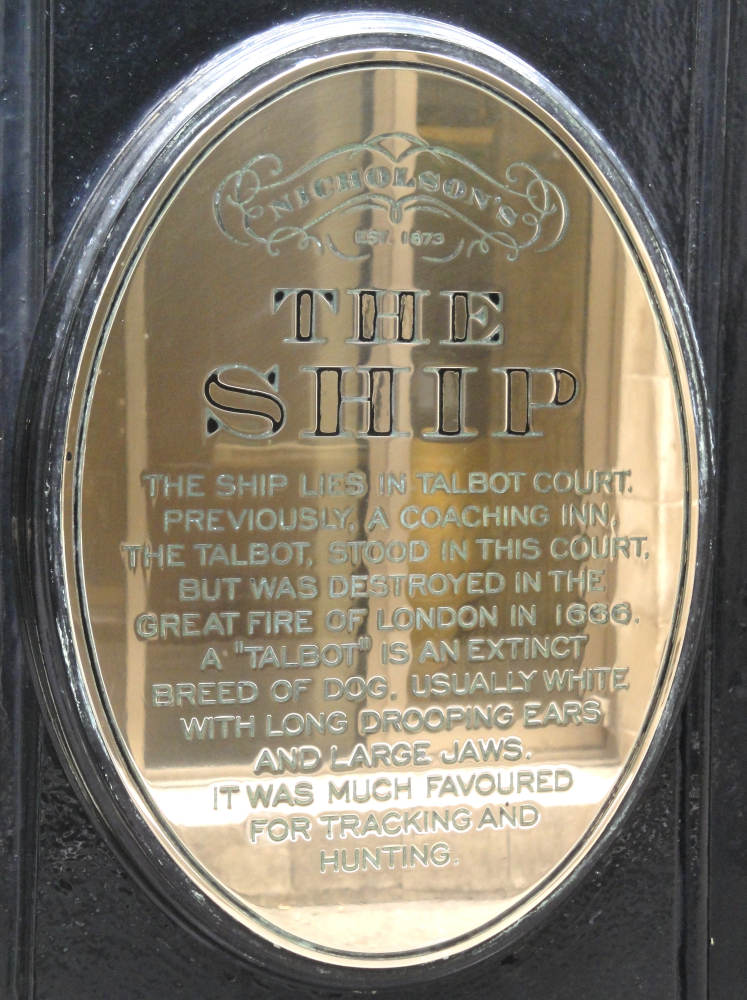 NICHOLSON'S
EST. 1873
THE
SHIP
THE SHIP LIES IN TALBOT COURT.
PREVIOUSLY, A COACHING INN,
THE TALBOT, STOOD IN THIS COURT,
BUT WAS DESTROYED IN THE
GREAT FIRE OF LONDON IN 1666.
A "TALBOT" IS AN EXTINCT
BREED OF DOG. USUALLY WHITE
WITH LONG DROOPING EARS
AND LARGE JAWS.
IT WAS MUCH FAVOURED
FOR TRACKING AND
HUNTING.